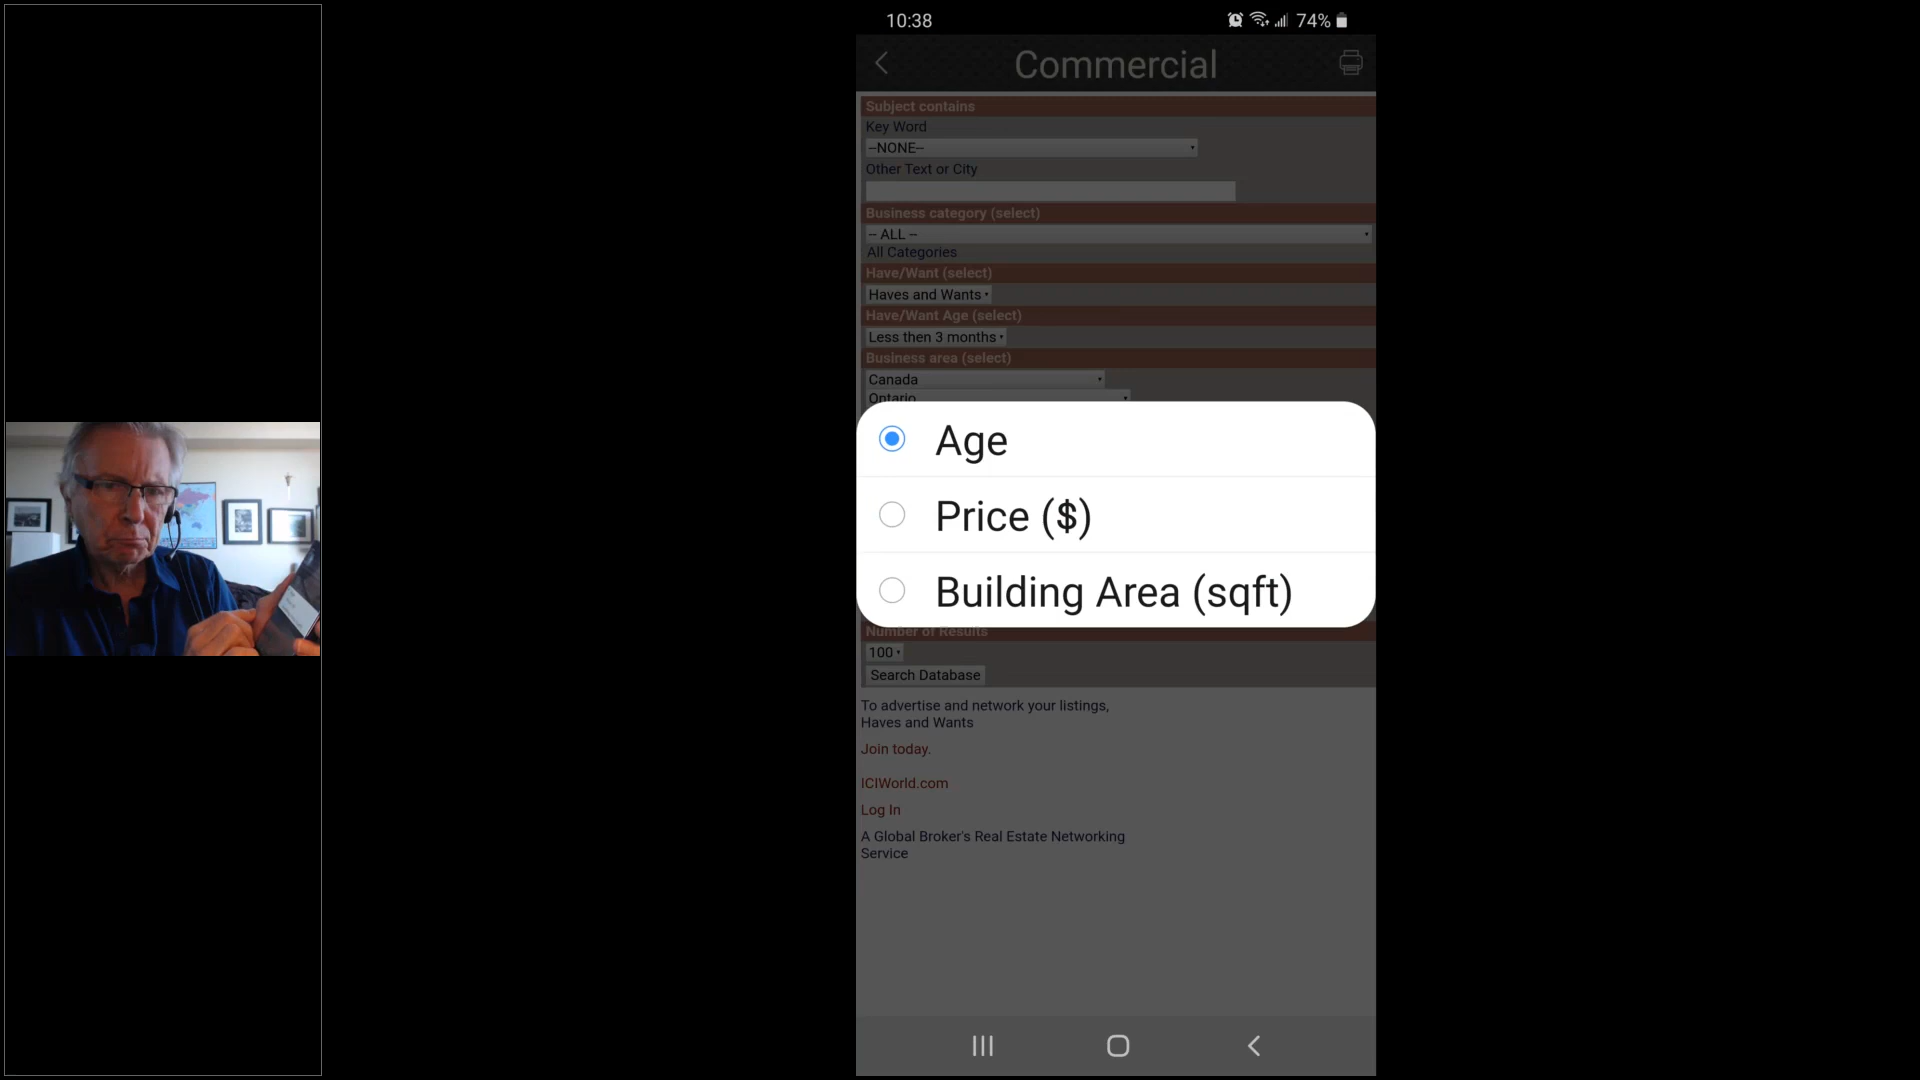 10:38
74%
Commercial
Subject contains
Key Word
--NONE--
Other Text or City
Business category (select)
-- ALL --
All Categories
Have/Want (select)
Haves and Wants
Have/Want Age (select)
Less then 3 months
Business area (select)
Canada
Ontario
Age
Price ($)
Building Area (sqft)
Number of Results
100
Search Database
To advertise and network your listings,
Haves and Wants
Join today.
ICIWorld.com
Log In
A Global Broker's Real Estate Networking
Service